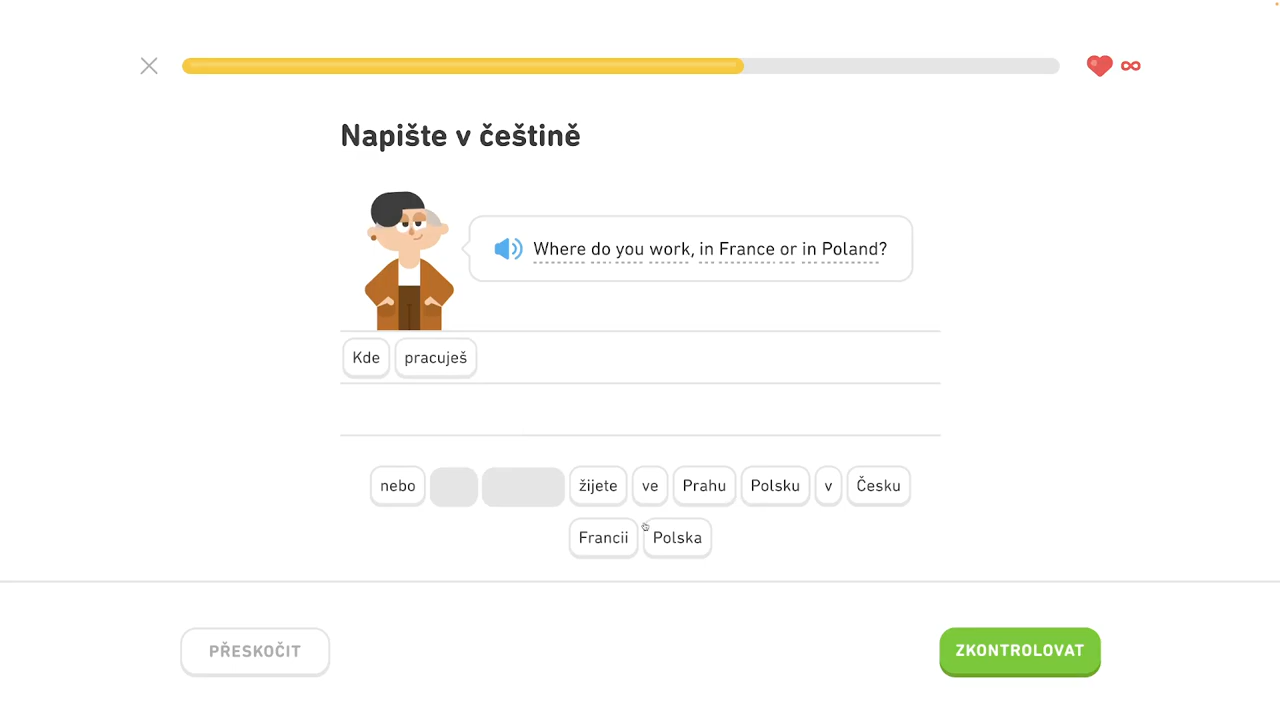 ∞
Napište v češtině
Where do you work, in France or in Poland?
Kde pracuješ
nebo žijete ve Prahu Polsku v Česku
Francii Polska
PŘESKOČIT ZKONTROLOVAT